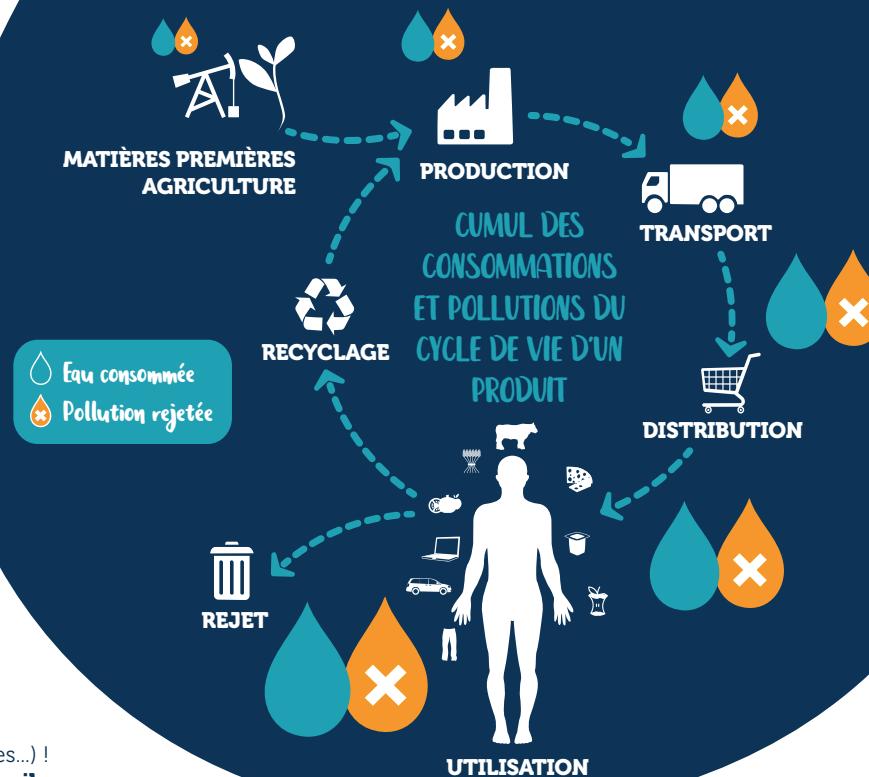 MATIÈRES PREMIÈRES
AGRICULTURE
PRODUCTION
TRANSPORT
CUMUL DES
CONSOMMATIONS
ET POLLUTIONS DU
CYCLE DE VIE D'UN
PRODUIT
RECYCLAGE
Eau consommée
Pollution rejetée
DISTRIBUTION
REJET
UTILISATION
es...) !